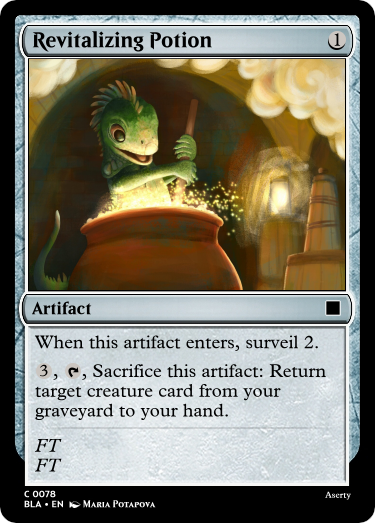 Revitalizing Potion 1
Artifact
When this artifact enters, surveil 2.
3, , Sacrifice this artifact: Return
target creature card from your
graveyard to your hand.
FT
FT
C 0078
BLA • EN Maria Potapova
Aserty